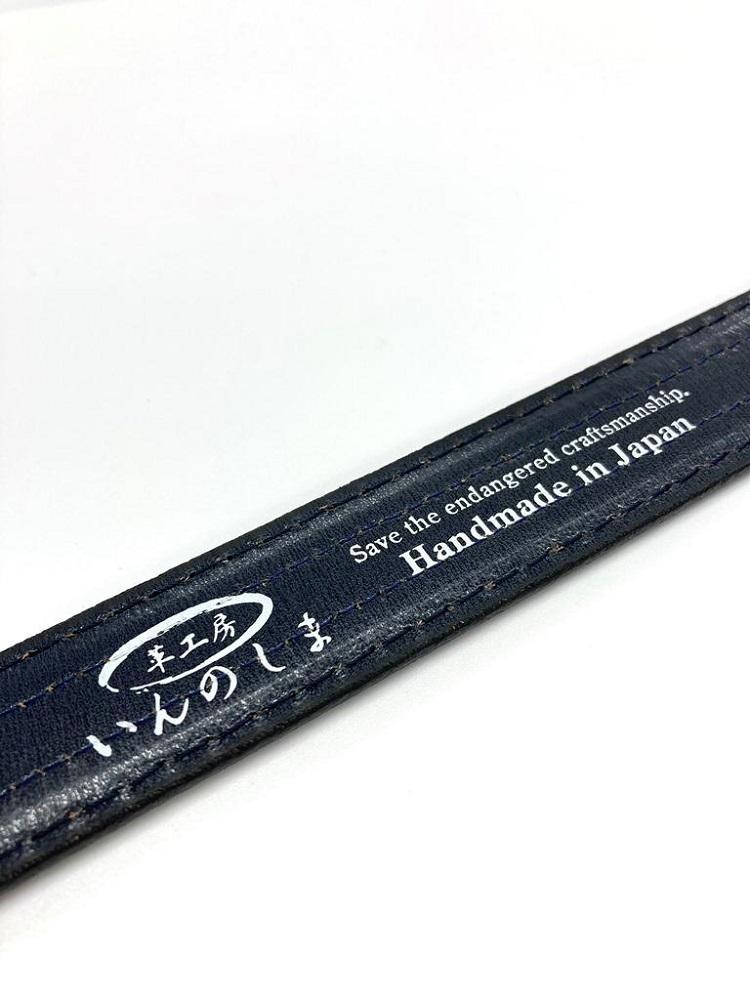 革工房
いんのしま
Save the endangered craftsmanship.
Handmade in Japan